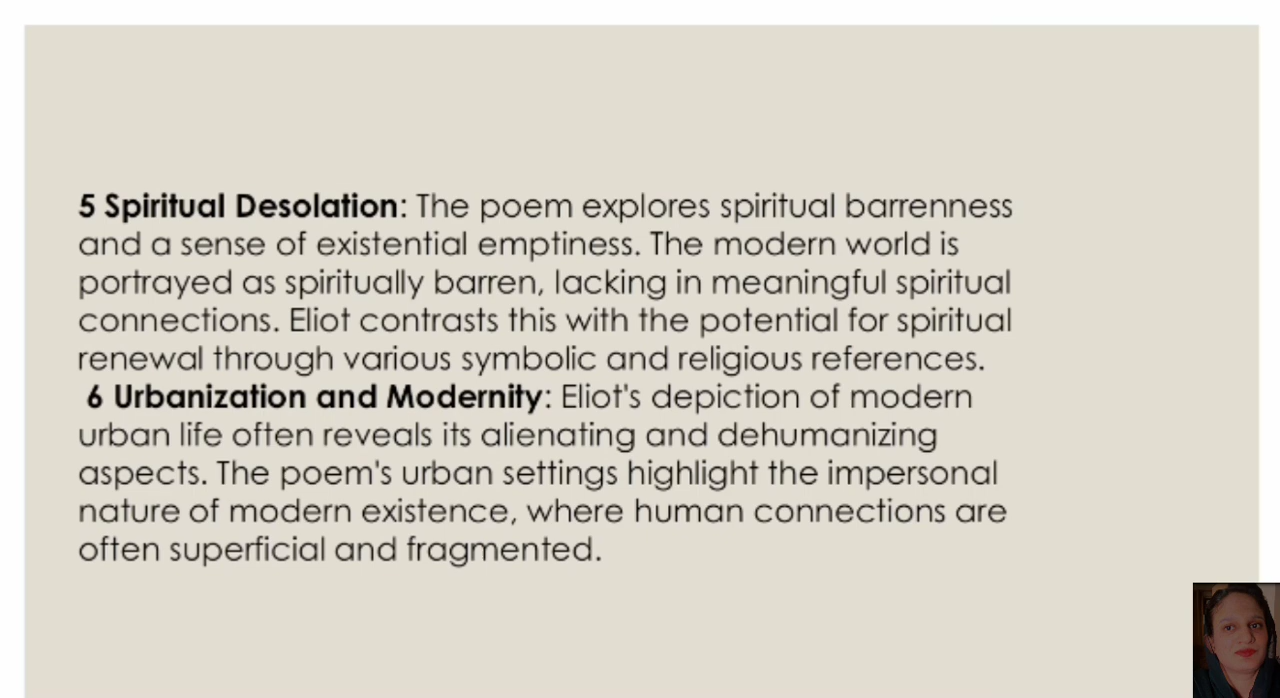 5 Spiritual Desolation: The poem explores spiritual barrenness
and a sense of existential emptiness. The modern world is
portrayed as spiritually barren, lacking in meaningful spiritual
connections. Eliot contrasts this with the potential for spiritual
renewal through various symbolic and religious references.
6 Urbanization and Modernity: Eliot's depiction of modern
urban life often reveals its alienating and dehumanizing
aspects. The poem's urban settings highlight the impersonal
nature of modern existence, where human connections are
often superficial and fragmented.